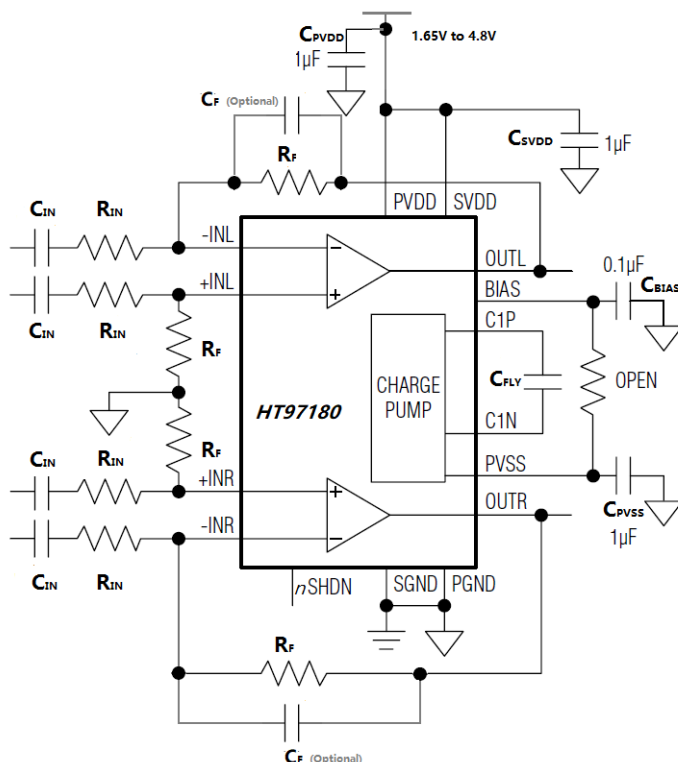 CPVDD
1.65V to 4.8V
1µF
CF (Optional)
RF
CSVDD
1µF
PVDD
SVDD
CIN
RIN
-INL
OUTL
0.1µF
CBIAS
+INL
BIAS
CIN
RIN
C1P
RF
CHARGE
PUMP
CFLY
OPEN
HT97180
C1N
RF
CIN
RIN
+INR
PVSS
-INR
OUTR
CPVSS
1µF
CIN
RIN
nSHDN
SGND
PGND
RF
CF (Optional)